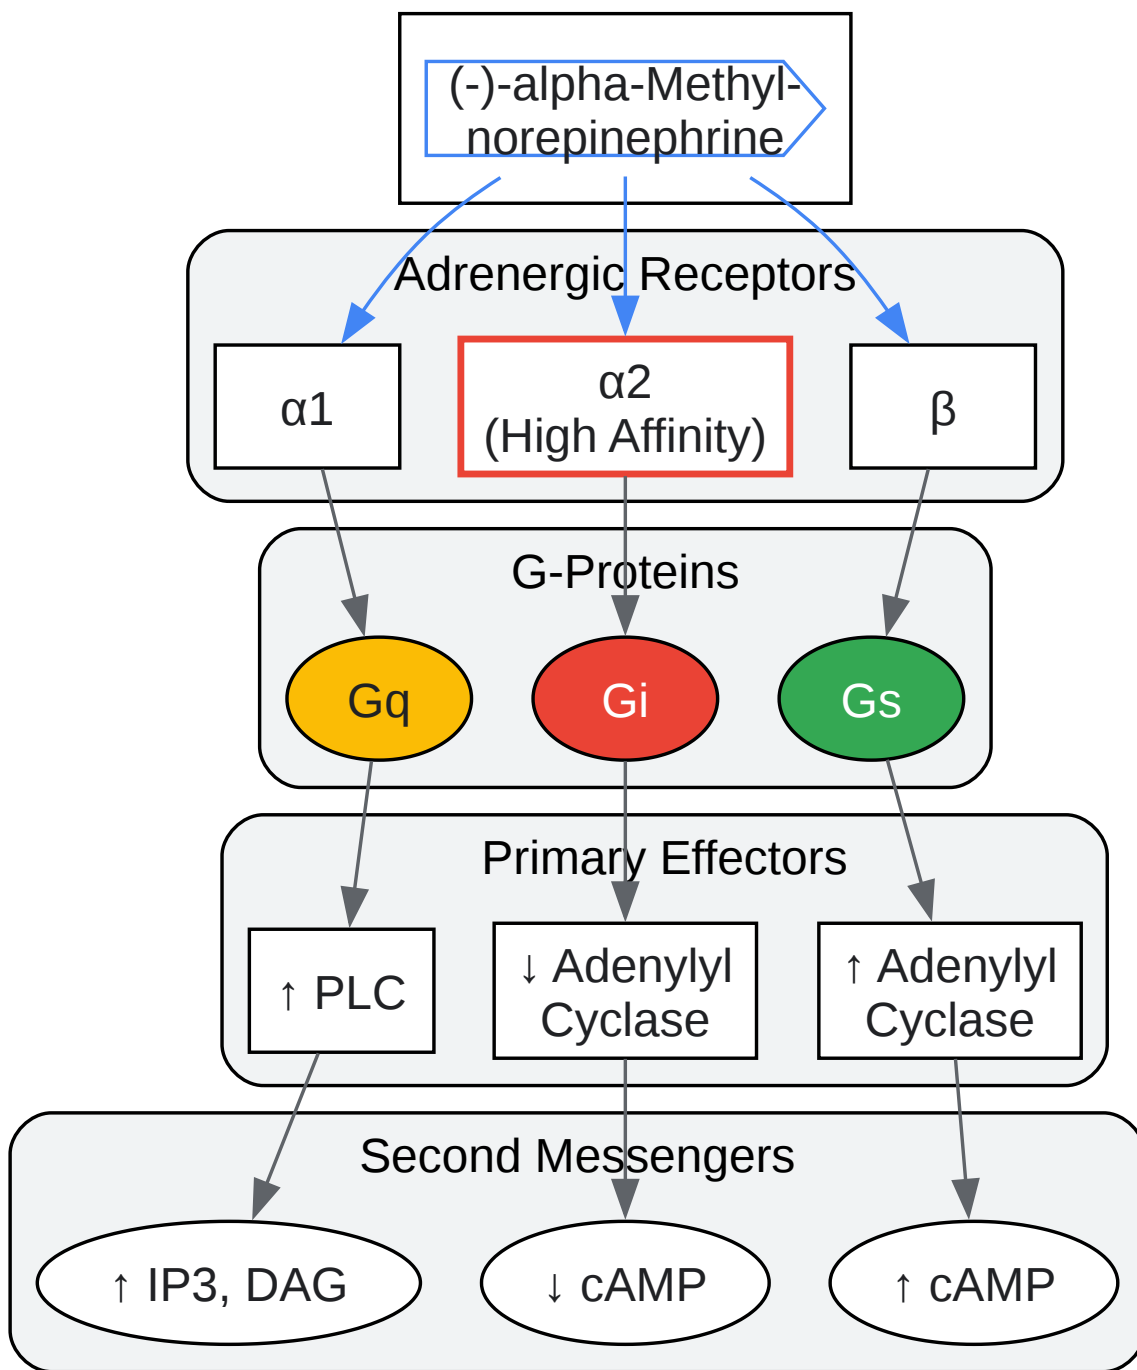 (-)-alpha-Methyl-
norepinephrine
Adrenergic Receptors
α1
α2
(High Affinity)
β
G-Proteins
Gq
Gi
Gs
Primary Effectors
↑ PLC
↓ Adenylyl
Cyclase
↑ Adenylyl
Cyclase
Second Messengers
↑ IP3, DAG
↓ cAMP
↑ cAMP